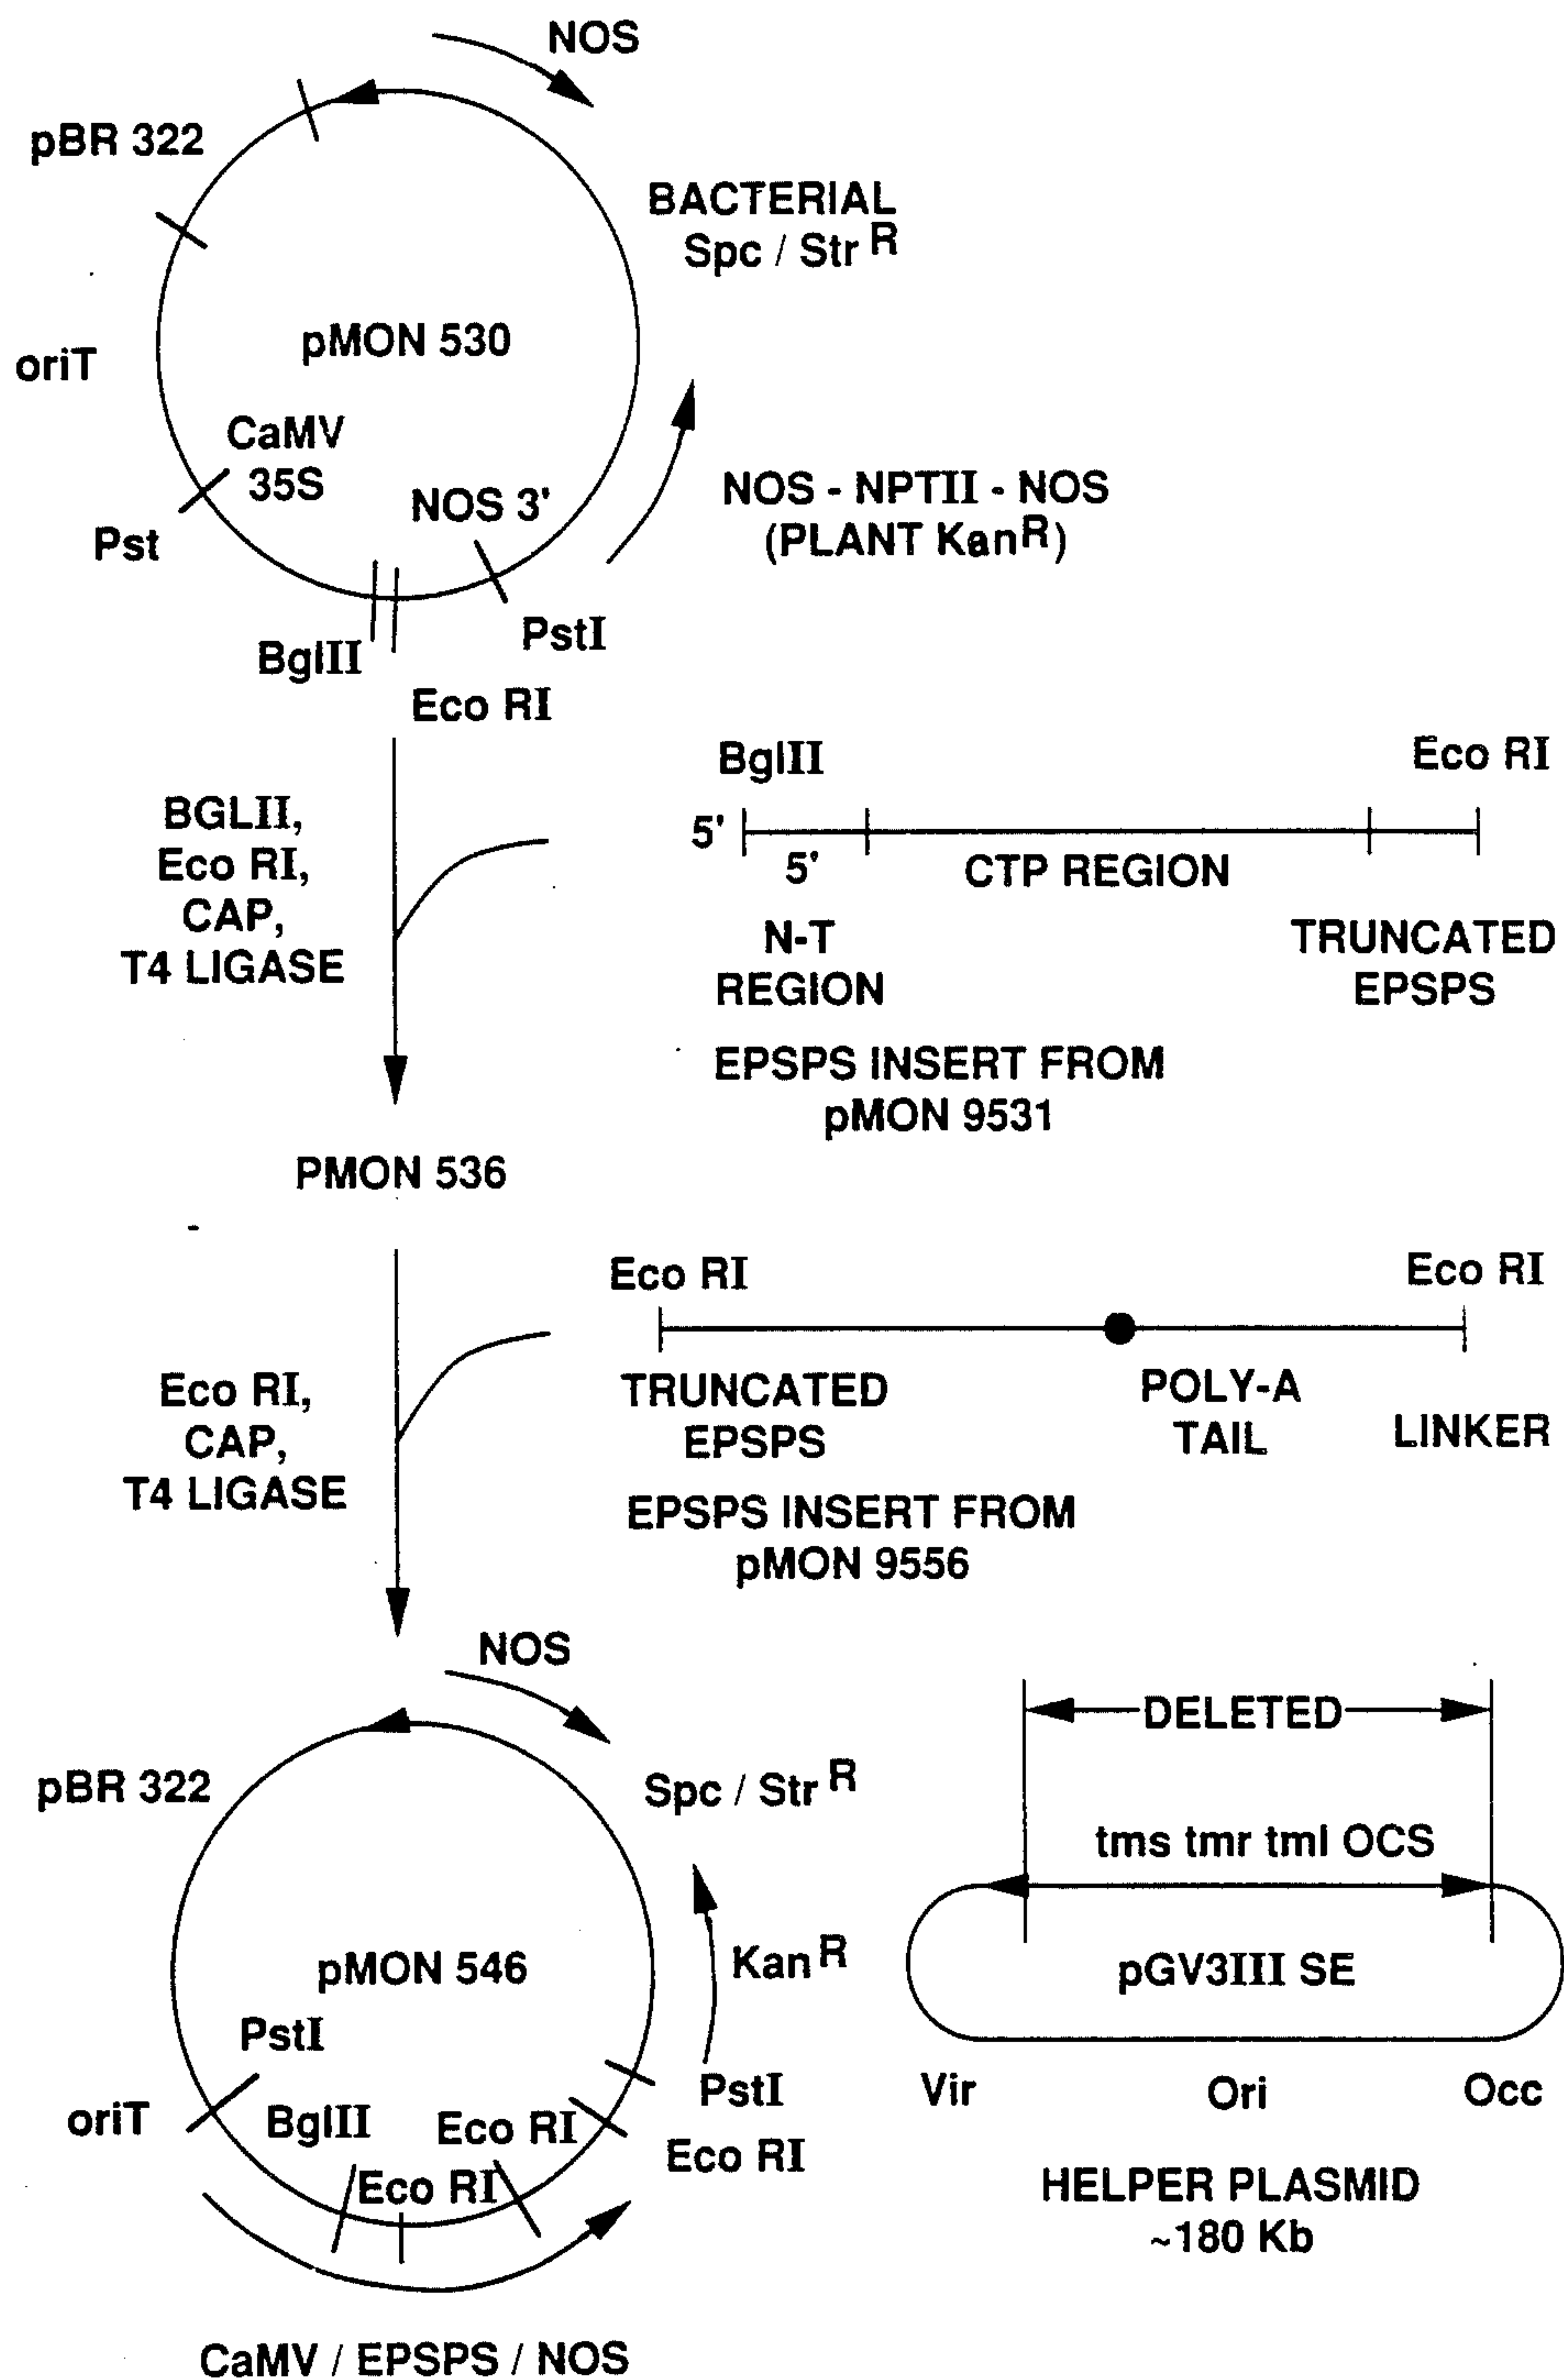 NOS
pBR 322
BACTERIAL
Spc / Str R
pMON 530
oriT
CaMV
35S
NOS 3'
NOS - NPTII - NOS
(PLANT KanR)
Pst
PstI
BglII
Eco RI
BglII
Eco RI
BGLII,
Eco RI,
CAP,
T4 LIGASE
5'
5'
CTP REGION
N-T
REGION
TRUNCATED
EPSPS
EPSPS INSERT FROM
pMON 9531
PMON 536
Eco RI
Eco RI
Eco RI,
CAP,
T4 LIGASE
TRUNCATED
EPSPS
POLY-A
TAIL
LINKER
EPSPS INSERT FROM
pMON 9556
NOS
DELETED
pBR 322
Spc / Str R
tms tmr tml OCS
pMON 546
Kan R
pGV3III SE
PstI
PstI
Vir
Ori
Occ
oriT
BglII
Eco RI
Eco RI
Eco RI
HELPER PLASMID
~180 Kb
CaMV / EPSPS / NOS